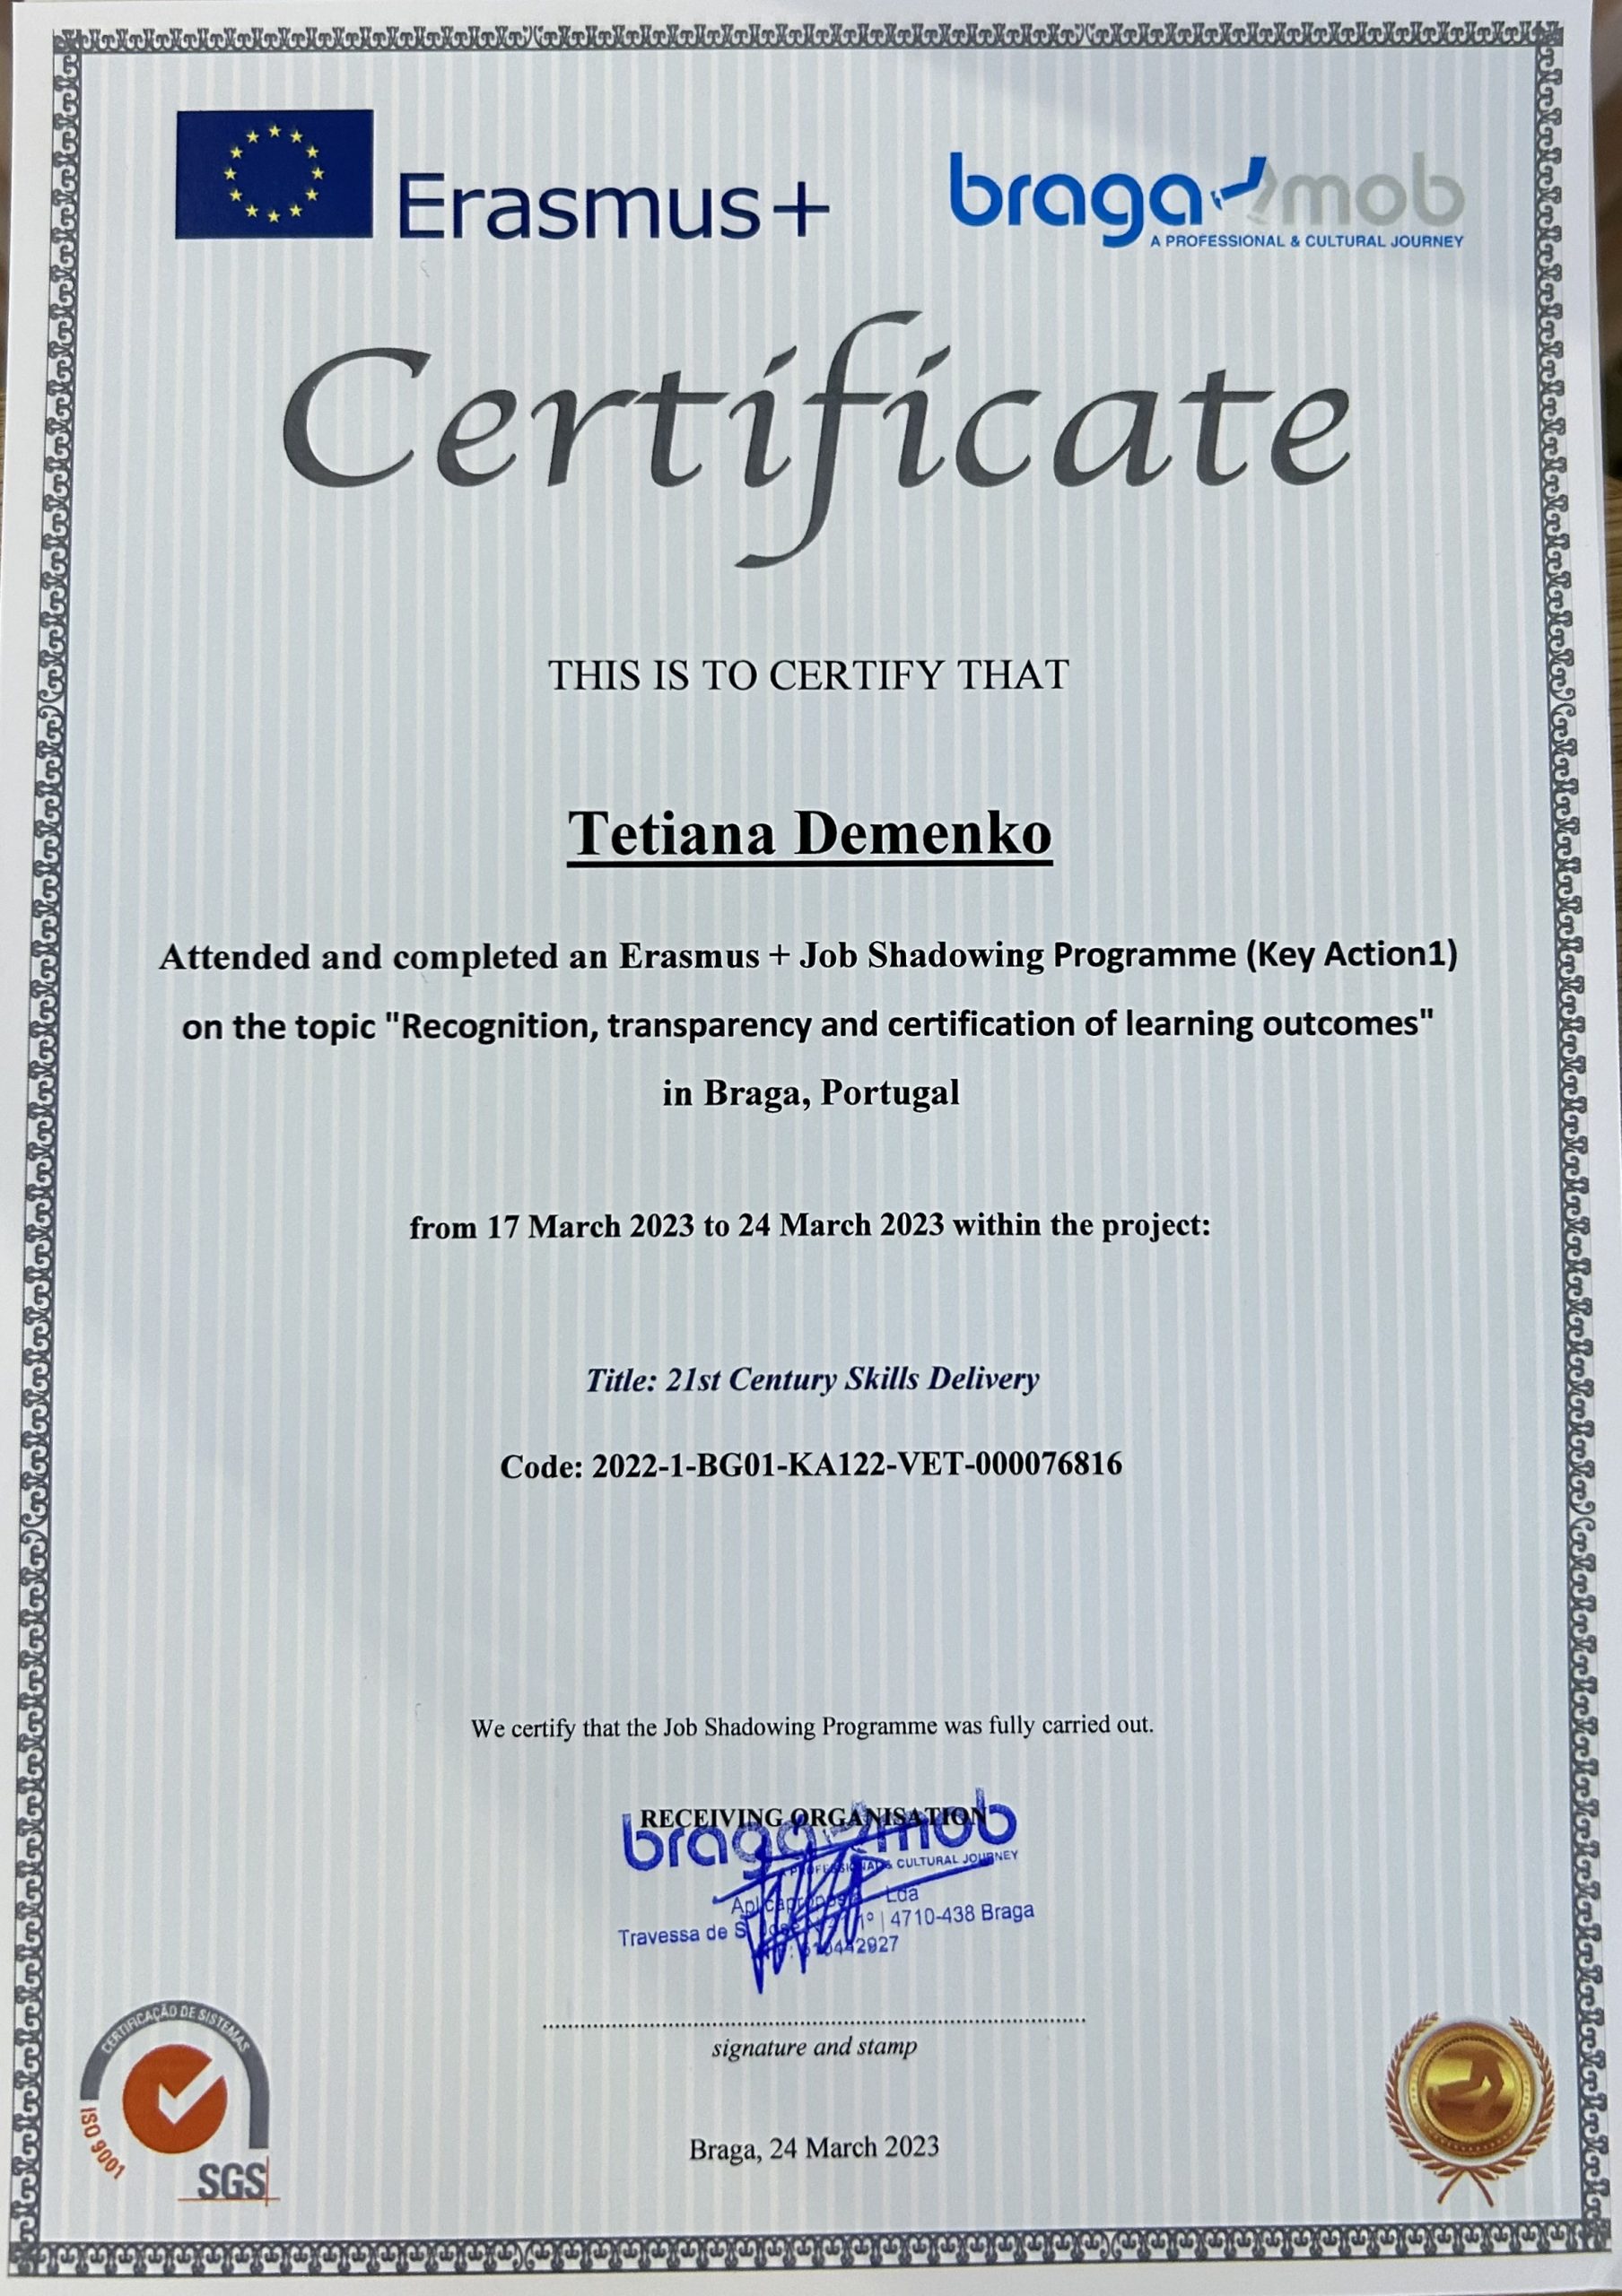 Erasmus+
bragamob
A PROFESSIONAL & CULTURAL JOURNEY
Certificate
THIS IS TO CERTIFY THAT
Tetiana Demenko
Attended and completed an Erasmus + Job Shadowing Programme (Key Action1)
on the topic "Recognition, transparency and certification of learning outcomes"
in Braga, Portugal
from 17 March 2023 to 24 March 2023 within the project:
Title: 21st Century Skills Delivery
Code: 2022-1-BG01-KA122-VET-000076816
We certify that the Job Shadowing Programme was fully carried out.
RECEIVING ORGANISATION
bragamob
CULTURAL JOURNEY
Lda
Travessa de 1º | 4710-438 Braga
signature and stamp
Braga, 24 March 2023
CERTIFICAÇÃO DE SISTEMAS
ISO 9001
SGS